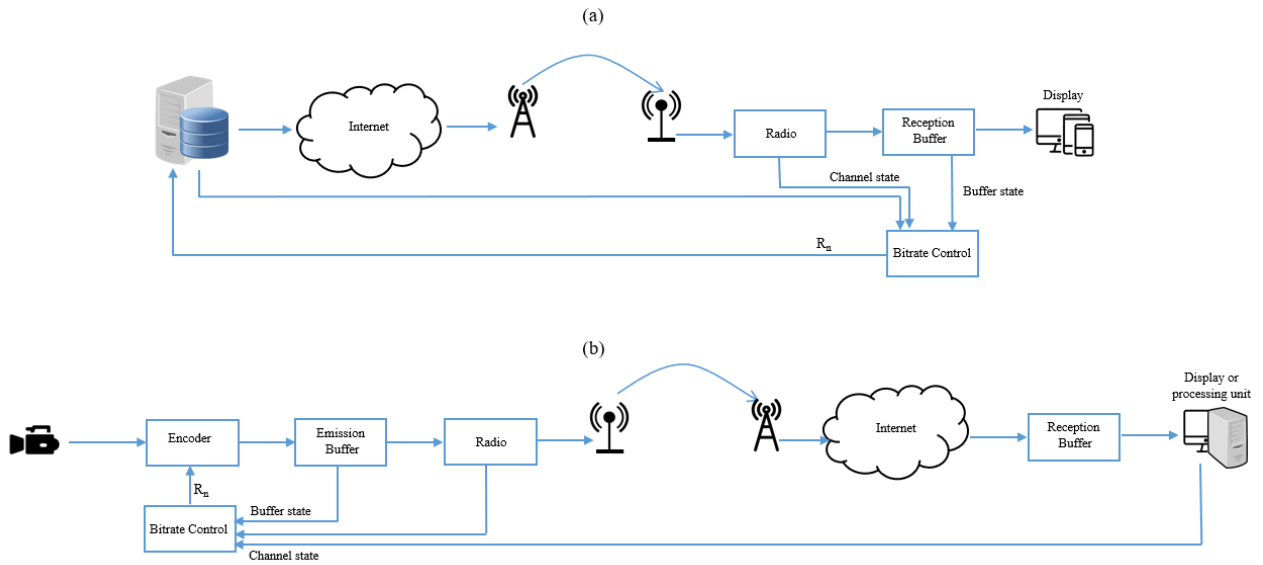 (a)
Display
Internet
Radio
Reception
Buffer
Channel state
Buffer state
Rn
Bitrate Control
(b)
Display or
processing unit
Encoder
Emission
Buffer
Radio
Internet
Reception
Buffer
Rn
Buffer state
Bitrate Control
Channel state